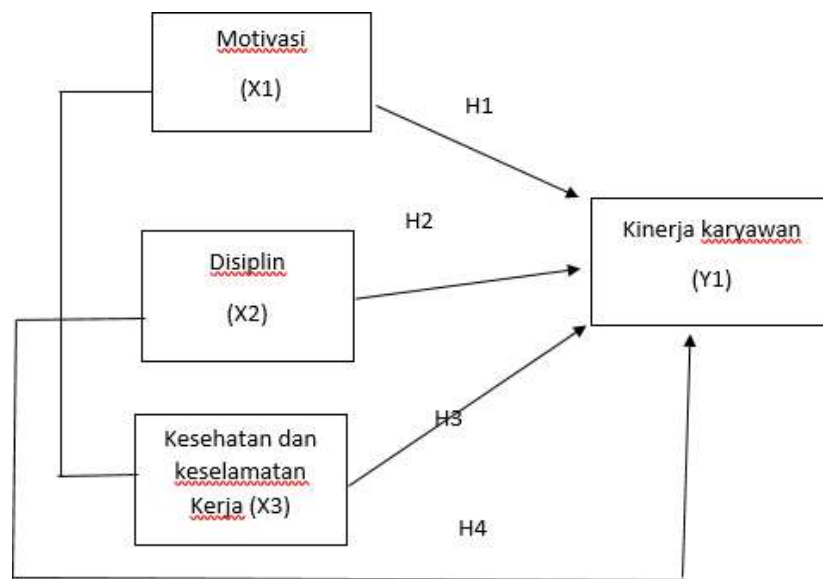 Motivasi
(X1)
H1
H2
Kinerja karyawan
(Y1)
Disiplin
(X2)
H3
Kesehatan dan
keselamatan
Kerja (X3)
H4